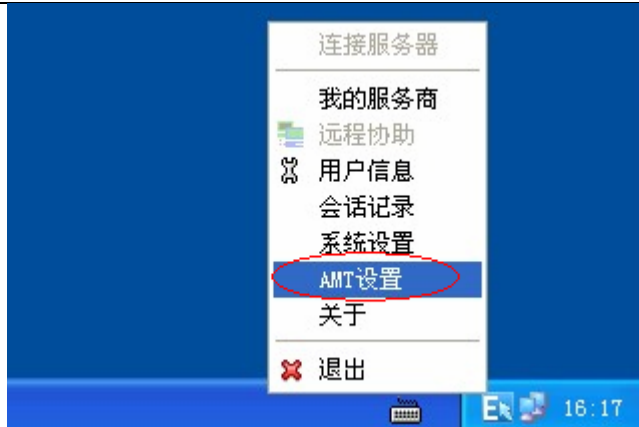 连接服务器
我的服务商
远程协助
用户信息
会话记录
系统设置
AMT设置
关于
退出
E 16:17